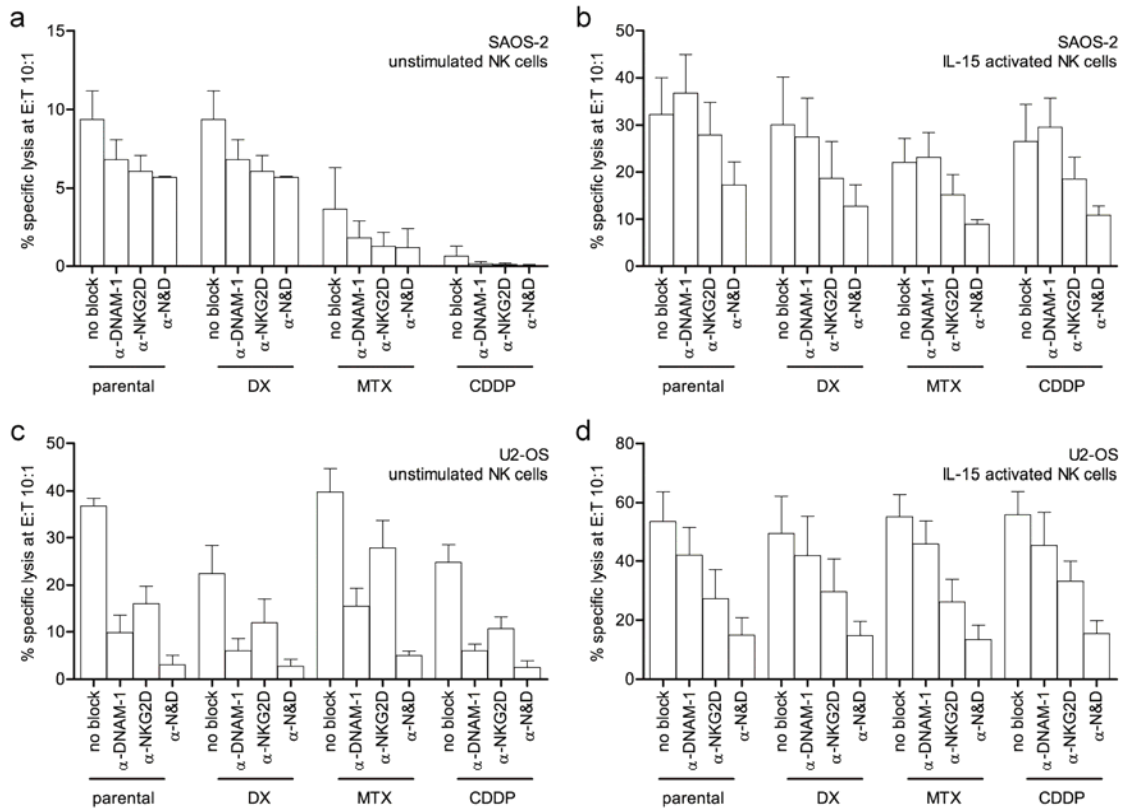 a
SAOS-2
unstimulated NK cells
% specific lysis at E:T 10:1
15
10
5
0
no block
α-DNAM-1
α-NKG2D
α-N&D
no block
α-DNAM-1
α-NKG2D
α-N&D
no block
α-DNAM-1
α-NKG2D
α-N&D
no block
α-DNAM-1
α-NKG2D
α-N&D
parental
DX
MTX
CDDP
b
SAOS-2
IL-15 activated NK cells
% specific lysis at E:T 10:1
50
40
30
20
10
0
no block
α-DNAM-1
α-NKG2D
α-N&D
no block
α-DNAM-1
α-NKG2D
α-N&D
no block
α-DNAM-1
α-NKG2D
α-N&D
no block
α-DNAM-1
α-NKG2D
α-N&D
parental
DX
MTX
CDDP
c
U2-OS
unstimulated NK cells
% specific lysis at E:T 10:1
50
40
30
20
10
0
no block
α-DNAM-1
α-NKG2D
α-N&D
no block
α-DNAM-1
α-NKG2D
α-N&D
no block
α-DNAM-1
α-NKG2D
α-N&D
no block
α-DNAM-1
α-NKG2D
α-N&D
parental
DX
MTX
CDDP
d
U2-OS
IL-15 activated NK cells
% specific lysis at E:T 10:1
80
60
40
20
0
no block
α-DNAM-1
α-NKG2D
α-N&D
no block
α-DNAM-1
α-NKG2D
α-N&D
no block
α-DNAM-1
α-NKG2D
α-N&D
no block
α-DNAM-1
α-NKG2D
α-N&D
parental
DX
MTX
CDDP